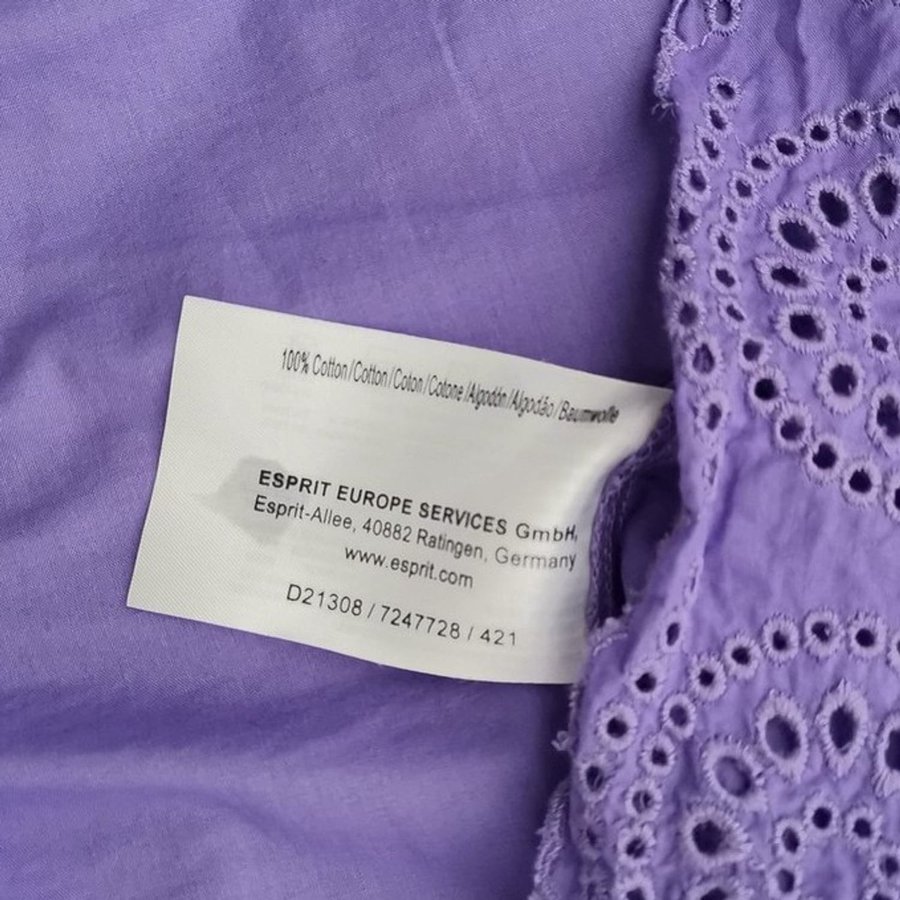 100% Cotton/Cotton/Coton/Cotone/Algodón/Algodão/Baumwolle
ESPRIT EUROPE SERVICES GmbH,
Esprit-Allee, 40882 Ratingen, Germany
www.esprit.com
D21308 / 7247728 / 421